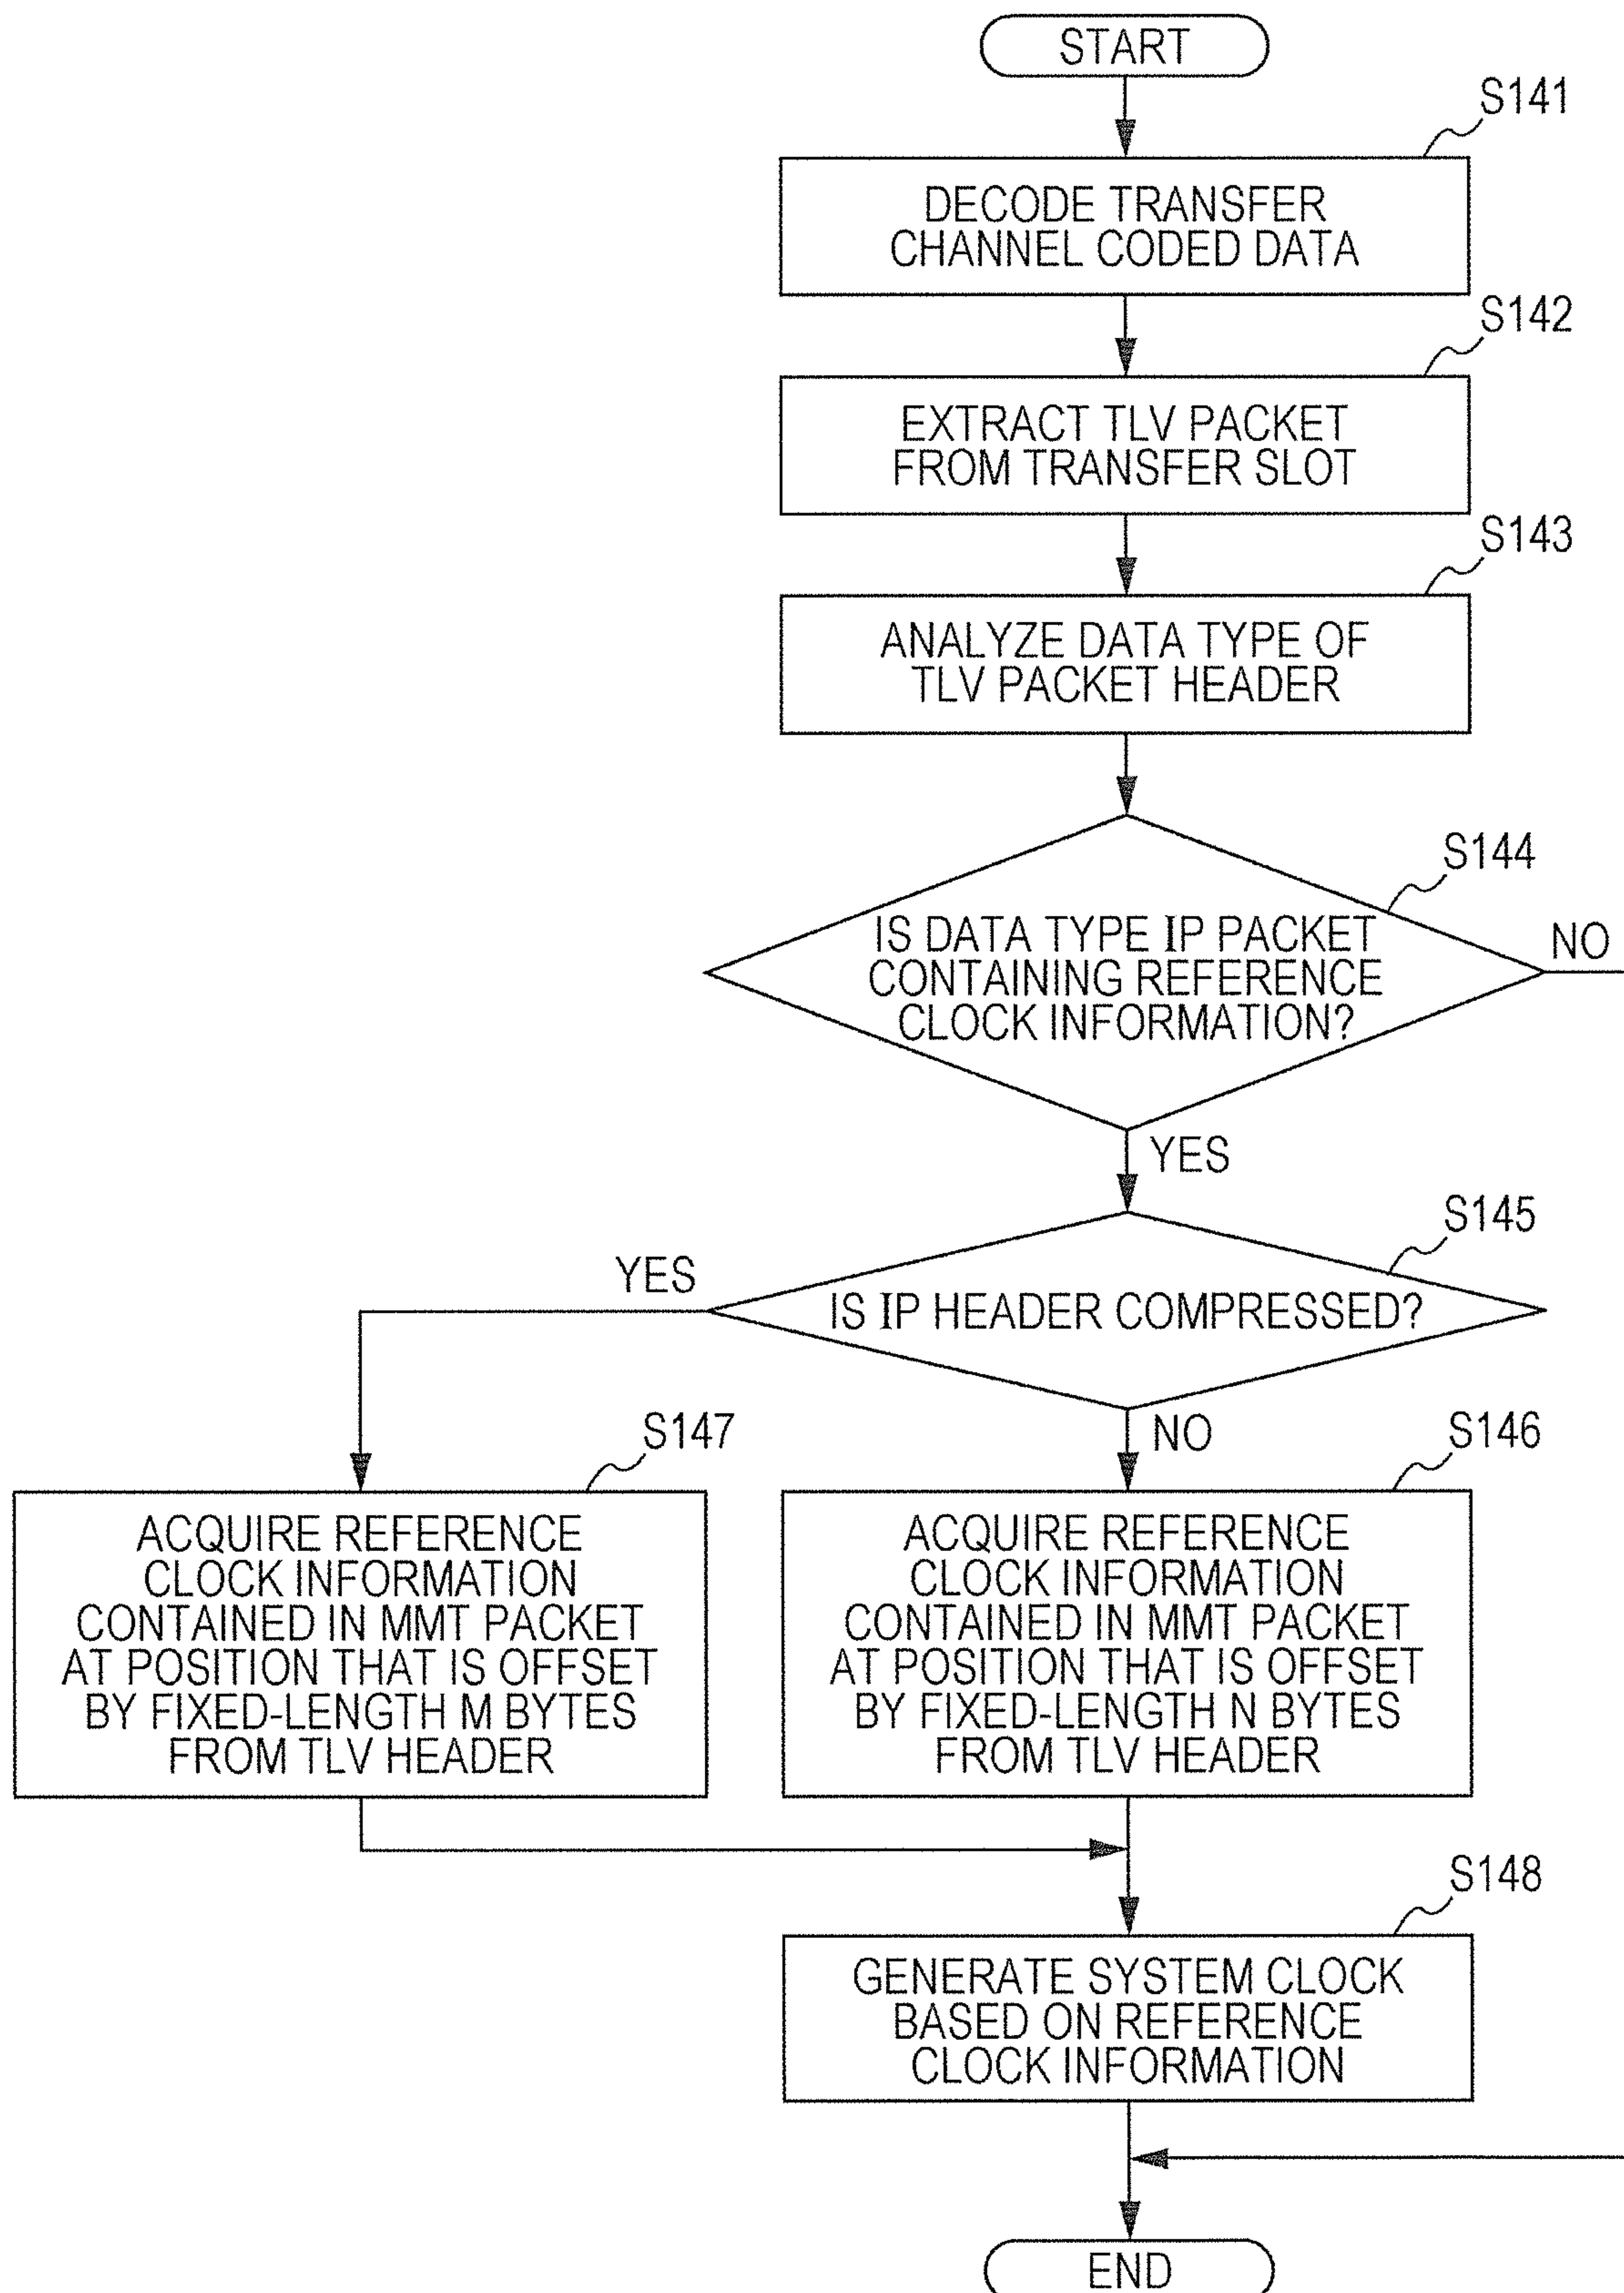 START
S141
DECODE TRANSFER
CHANNEL CODED DATA
S142
EXTRACT TLV PACKET
FROM TRANSFER SLOT
S143
ANALYZE DATA TYPE OF
TLV PACKET HEADER
S144
IS DATA TYPE IP PACKET
CONTAINING REFERENCE
CLOCK INFORMATION?
NO
YES
S145
YES
IS IP HEADER COMPRESSED?
NO
S147
ACQUIRE REFERENCE
CLOCK INFORMATION
CONTAINED IN MMT PACKET
AT POSITION THAT IS OFFSET
BY FIXED-LENGTH M BYTES
FROM TLV HEADER
S146
ACQUIRE REFERENCE
CLOCK INFORMATION
CONTAINED IN MMT PACKET
AT POSITION THAT IS OFFSET
BY FIXED-LENGTH N BYTES
FROM TLV HEADER
S148
GENERATE SYSTEM CLOCK
BASED ON REFERENCE
CLOCK INFORMATION
END